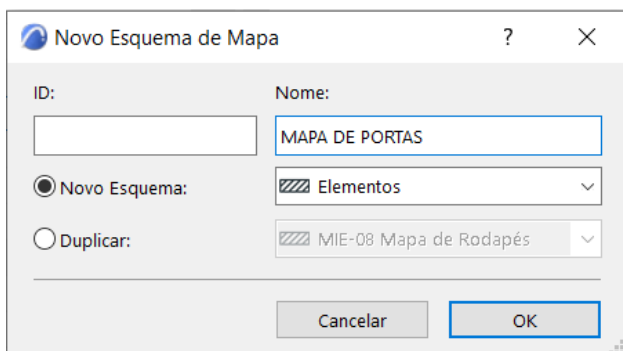 Novo Esquema de Mapa
ID: Nome:
MAPA DE PORTAS
Novo Esquema: Elementos
Duplicar: MIE-08 Mapa de Rodapés
Cancelar OK